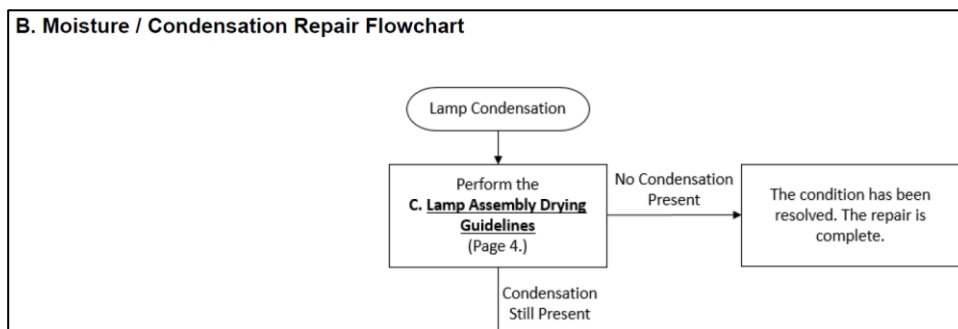 B. Moisture / Condensation Repair Flowchart
Lamp Condensation
Perform the
C. Lamp Assembly Drying
Guidelines
(Page 4.)
No Condensation
Present
The condition has been
resolved. The repair is
complete.
Condensation
Still Present